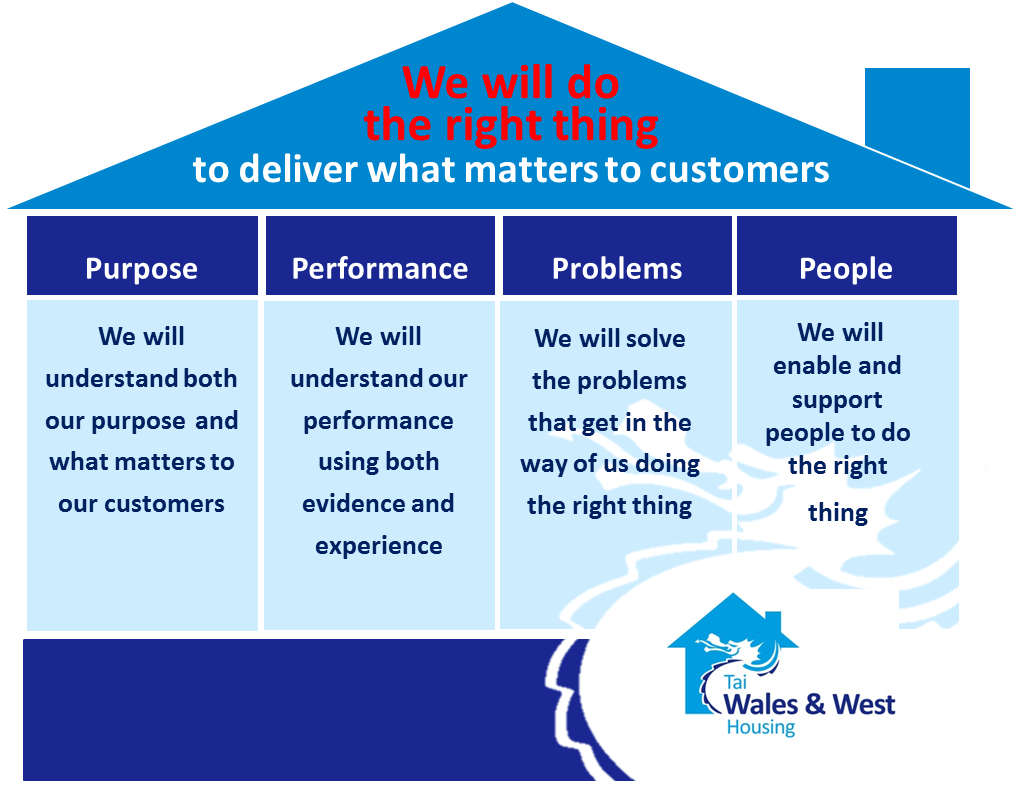 We will do
the right thing
to deliver what matters to customers
Purpose
We will
understand both
our purpose and
what matters to
our customers
Performance
We will
understand our
performance
using both
evidence and
experience
Problems
We will solve
the problems
that get in the
way of us doing
the right thing
People
We will
enable and
support
people to do
the right
thing
Tai
Wales & West
Housing